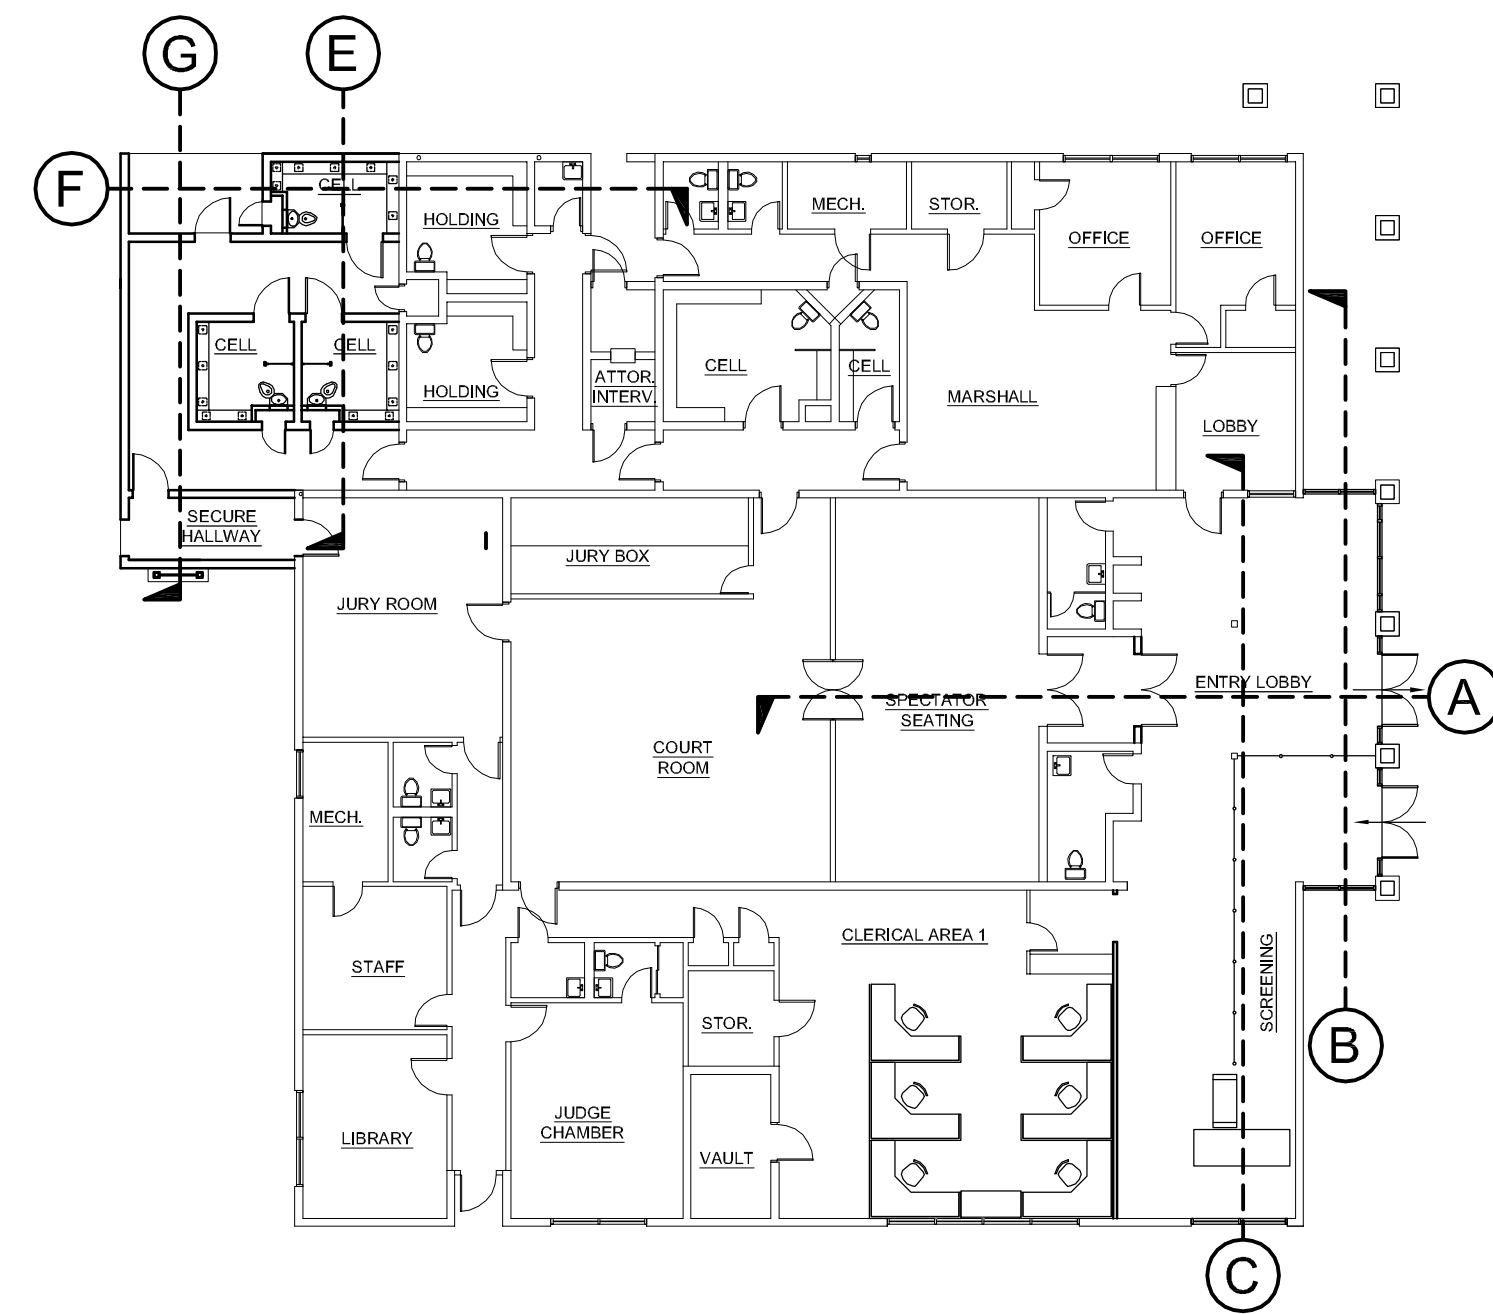 G
E
F
CELL
HOLDING
MECH.
STOR.
OFFICE
OFFICE
CELL
CELL
HOLDING
ATTOR.
INTERV.
CELL
CELL
MARSHALL
LOBBY
SECURE
HALLWAY
JURY BOX
JURY ROOM
ENTRY LOBBY
A
SPECTATOR
SEATING
COURT
ROOM
MECH.
CLERICAL AREA 1
STAFF
SCREENING
STOR.
B
JUDGE
CHAMBER
LIBRARY
VAULT
C